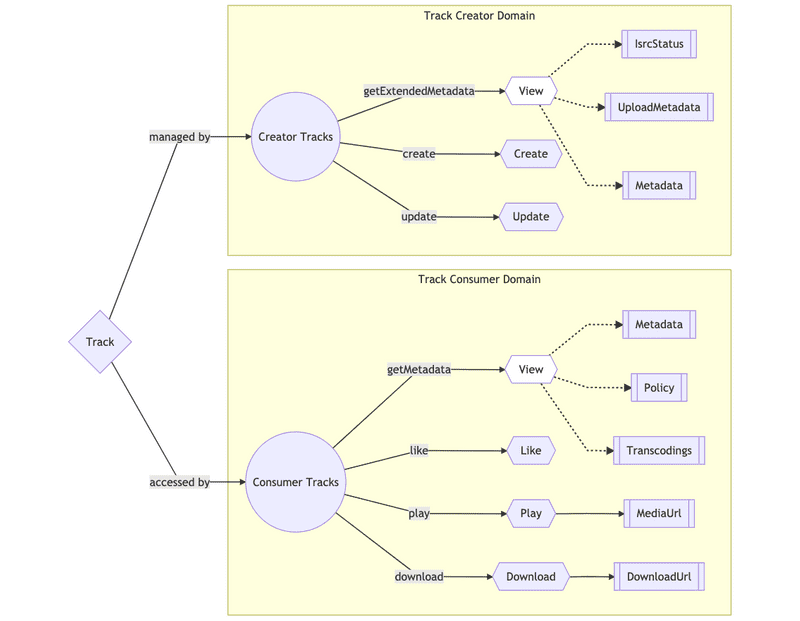 Track Creator Domain
IsrcStatus
getExtendedMetadata
View
UploadMetadata
managed by
Creator Tracks
create
Create
Metadata
update
Update
Track Consumer Domain
Metadata
Track
getMetadata
View
Policy
like
Like
Transcodings
accessed by
Consumer Tracks
play
Play
MediaUrl
download
Download
DownloadUrl